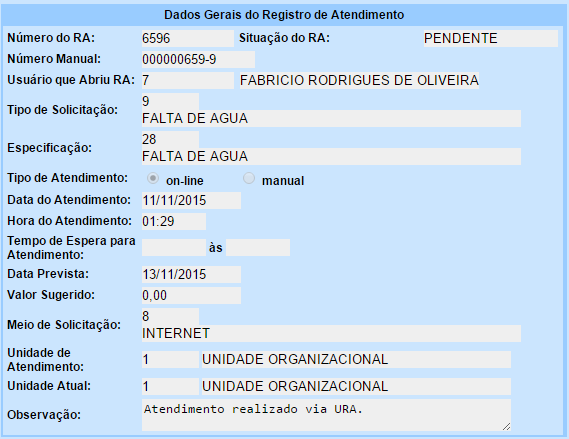 Dados Gerais do Registro de Atendimento
Número do RA: 6596 Situação do RA: PENDENTE
Número Manual: 000000659-9
Usuário que Abriu RA: 7 FABRICIO RODRIGUES DE OLIVEIRA
Tipo de Solicitação: 9
FALTA DE AGUA
Especificação: 28
FALTA DE AGUA
Tipo de Atendimento: on-line manual
Data do Atendimento: 11/11/2015
Hora do Atendimento: 01:29
Tempo de Espera para
Atendimento: às
Data Prevista: 13/11/2015
Valor Sugerido: 0,00
Meio de Solicitação: 8
INTERNET
Unidade de
Atendimento: 1 UNIDADE ORGANIZACIONAL
Unidade Atual: 1 UNIDADE ORGANIZACIONAL
Observação: Atendimento realizado via URA.